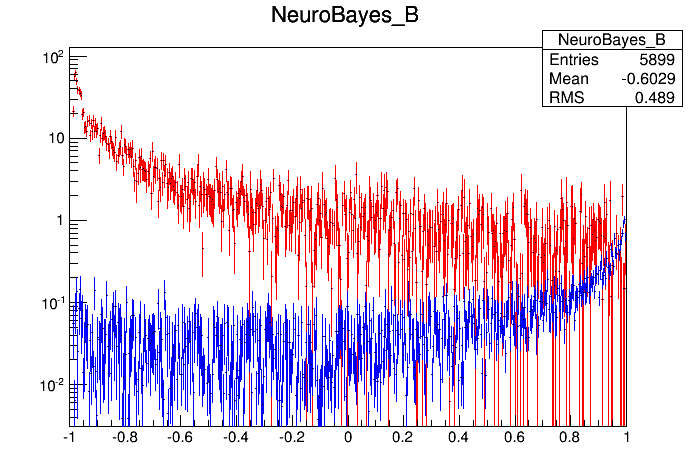 NeuroBayes_B
NeuroBayes_B
Entries 5899
Mean -0.6029
RMS 0.489
10²
10
1
10⁻¹
10⁻²
-1 -0.8 -0.6 -0.4 -0.2 0 0.2 0.4 0.6 0.8 1